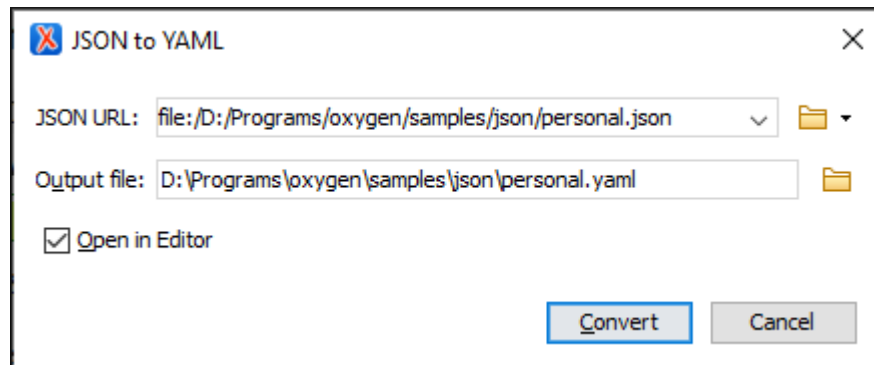 JSON to YAML
JSON URL: file:/D:/Programs/oxygen/samples/json/personal.json
Output file: D:\Programs\oxygen\samples\json\personal.yaml
Open in Editor
Convert Cancel